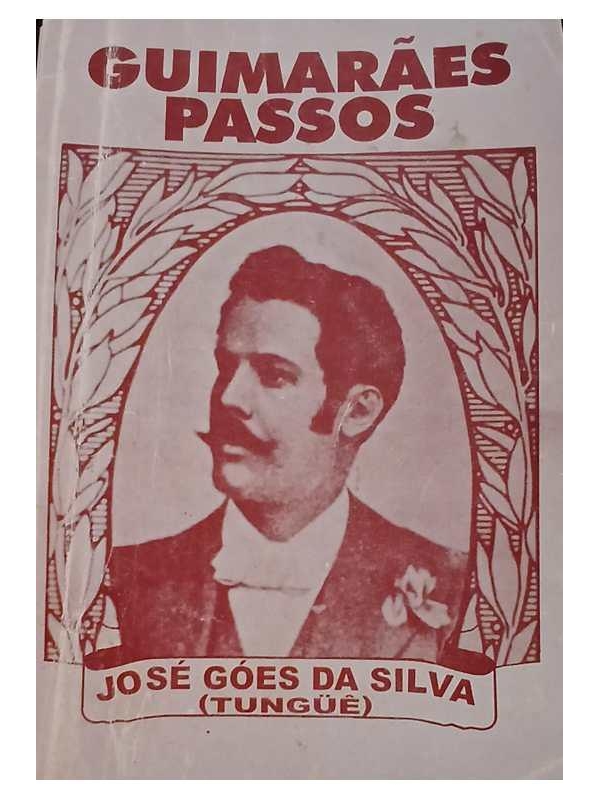 GUIMARÃES
PASSOS
JOSÉ GÓES DA SILVA
(TUNGÜÊ)